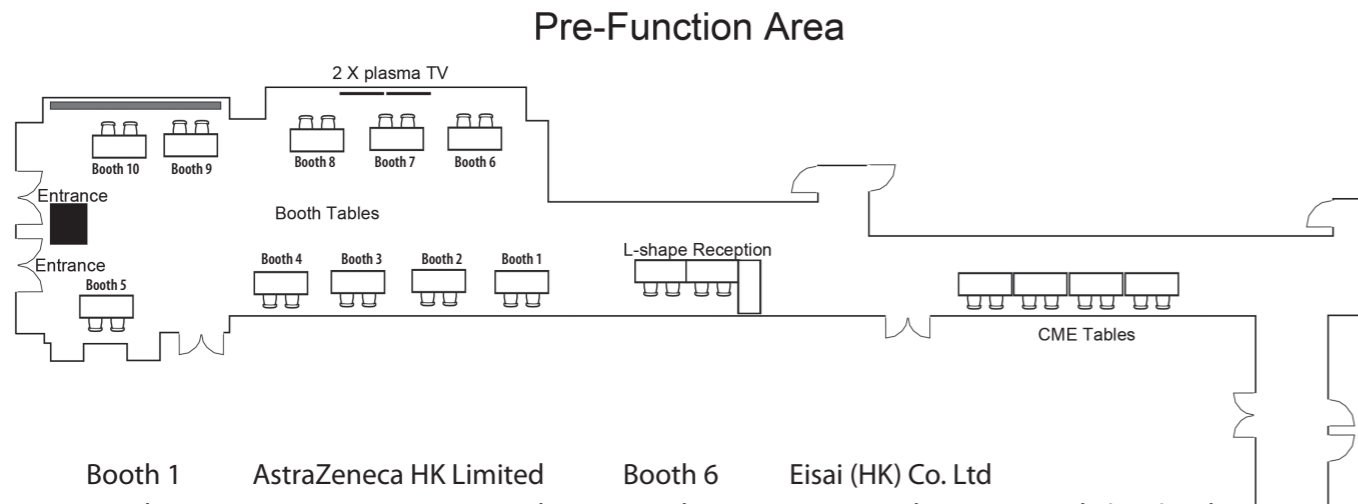 Pre-Function Area
2 X plasma TV
Booth 10
Booth 9
Booth 8
Booth 7
Booth 6
Entrance
Booth Tables
Entrance
L-shape Reception
Booth 5
Booth 4
Booth 3
Booth 2
Booth 1
CME Tables
Booth 1 AstraZeneca HK Limited Booth 6 Eisai (HK) Co. Ltd